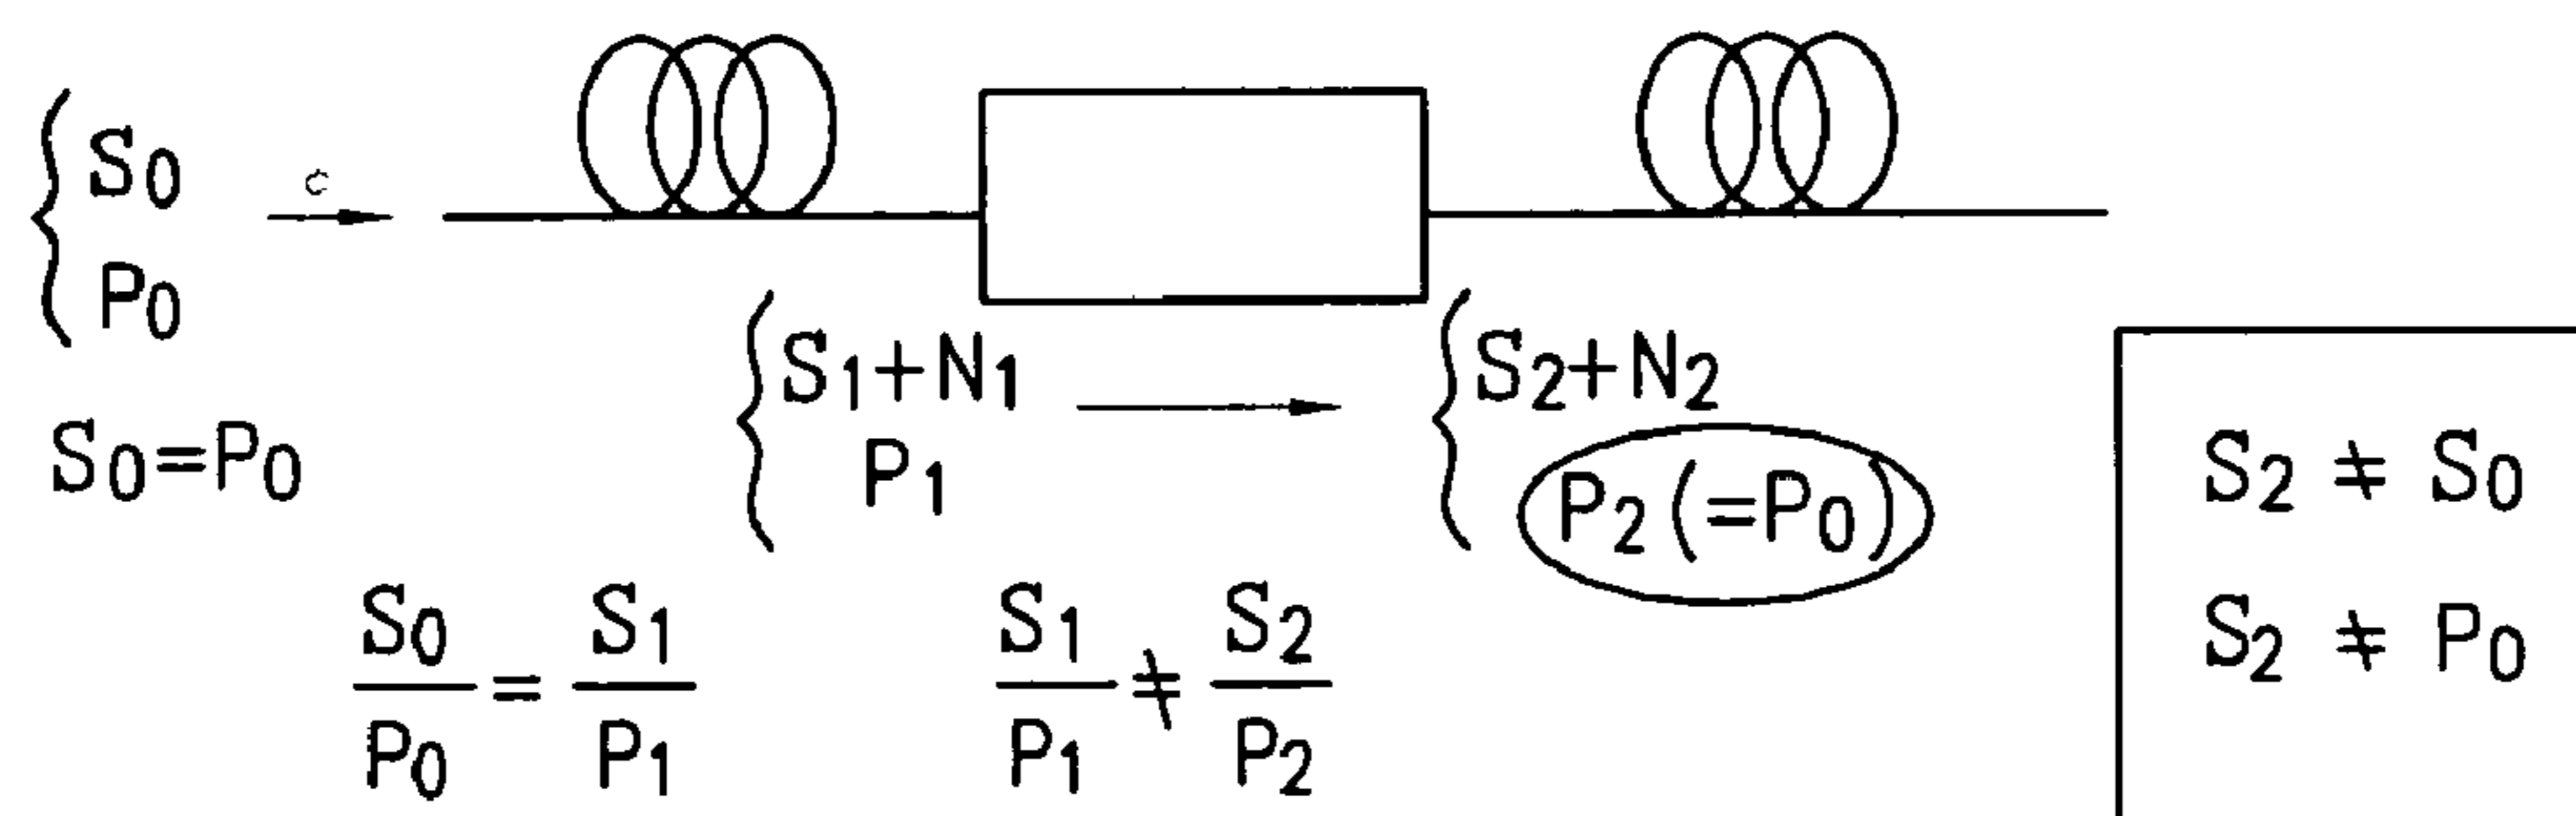 S₀
P₀
c
S₀=P₀
S₁+N₁
P₁
S₂+N₂
P₂(=P₀)
S₀/P₀ = S₁/P₁
S₁/P₁ ≠ S₂/P₂
S₂ ≠ S₀
S₂ ≠ P₀